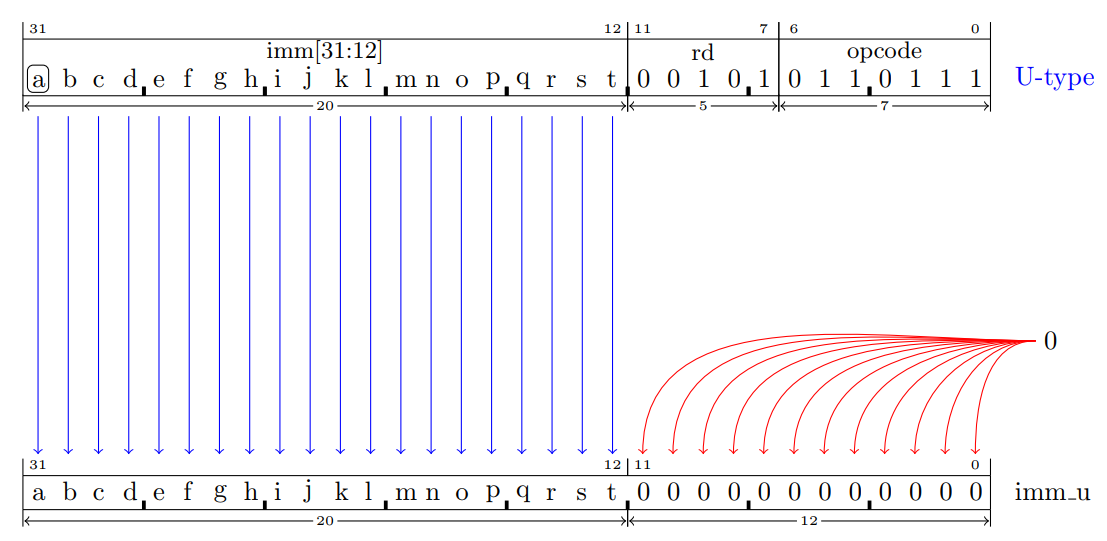 31 12 11 7 6 0
imm[31:12] rd opcode
a b c d e f g h i j k l m n o p q r s t 0 0 1 0 1 0 1 1 0 1 1 1 U-type
20 5 7
0
31 12 11 0
a b c d e f g h i j k l m n o p q r s t 0 0 0 0 0 0 0 0 0 0 0 0 imm_u
20 12